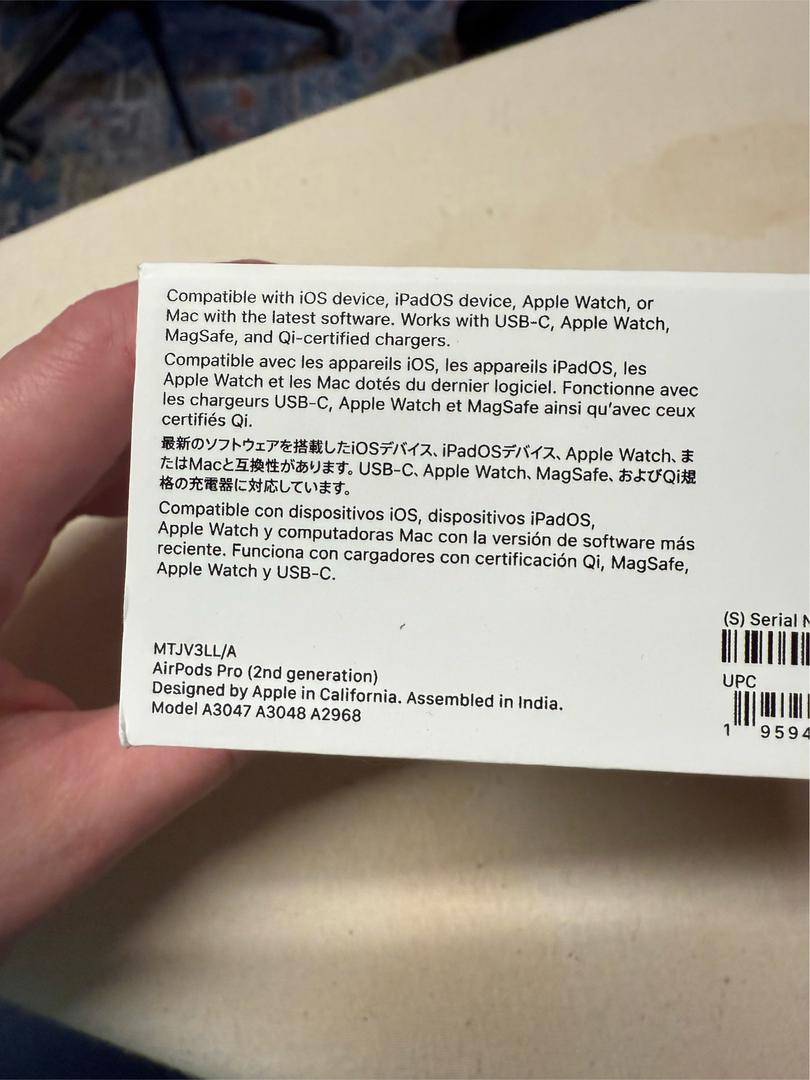 Compatible with iOS device, iPadOS device, Apple Watch, or
Mac with the latest software. Works with USB-C, Apple Watch,
MagSafe, and Qi-certified chargers.
Compatible avec les appareils iOS, les appareils iPadOS, les
Apple Watch et les Mac dotés du dernier logiciel. Fonctionne avec
les chargeurs USB-C, Apple Watch et MagSafe ainsi qu'avec ceux
certifiés Qi.
最新のソフトウェアを搭載したiOSデバイス、iPadOSデバイス、Apple Watch、ま
たはMacと互換性があります。USB-C、Apple Watch、MagSafe、およびQi規
格の充電器に対応しています。
Compatible con dispositivos iOS, dispositivos iPadOS,
Apple Watch y computadoras Mac con la versión de software más
reciente. Funciona con cargadores con certificación Qi, MagSafe,
Apple Watch y USB-C.
MTJV3LL/A
AirPods Pro (2nd generation)
Designed by Apple in California. Assembled in India.
Model A3047 A3048 A2968
(S) Serial
UPC
1 9594